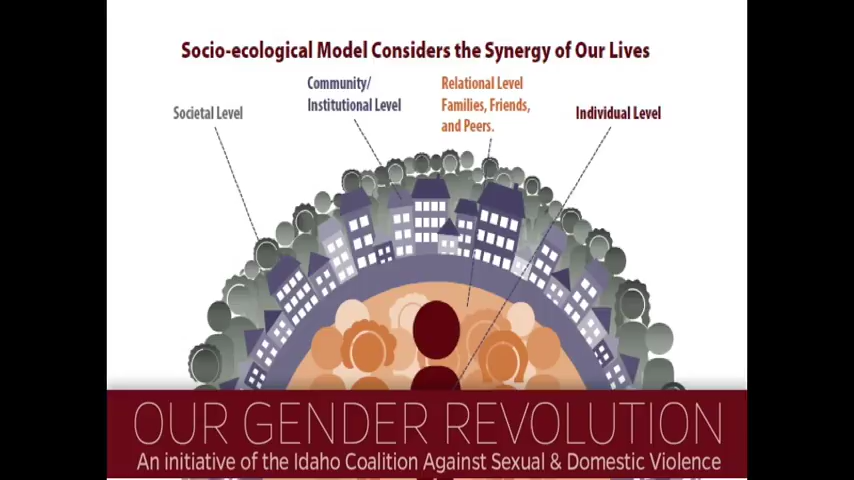 Socio-ecological Model Considers the Synergy of Our Lives
Societal Level
Community/
Institutional Level
Relational Level
Families, Friends,
and Peers.
Individual Level
OUR GENDER REVOLUTION
An initiative of the Idaho Coalition Against Sexual & Domestic Violence